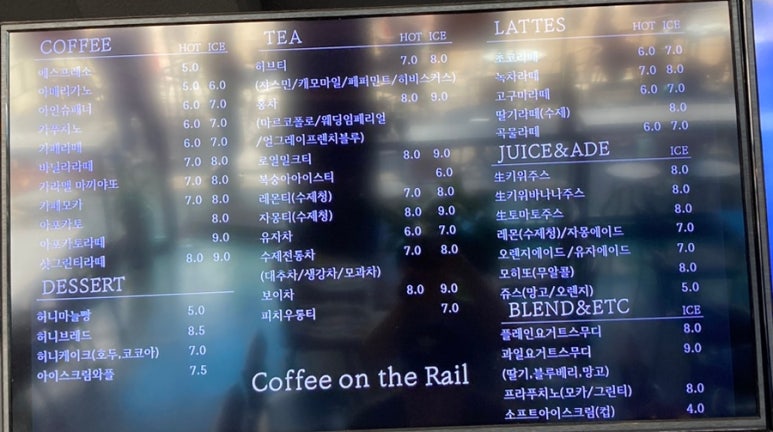 COFFEE HOT ICE
에스프레소 5.0
아메리카노 5.0 6.0
아인슈패너 6.0 7.0
카푸치노 6.0 7.0
카페라떼 6.0 7.0
바닐라라떼 7.0 8.0
카라멜 마끼아또 7.0 8.0
카페모카 7.0 8.0
아포카토 8.0
아포카토라떼 9.0
샷그린티라떼 8.0 9.0
DESSERT
허니마늘빵 5.0
허니브레드 8.5
허니케이크(호두,코코아) 7.0
아이스크림와플 7.5
TEA HOT ICE
허브티 7.0 8.0
(쟈스민/캐모마일/페퍼민트/히비스커스)
홍차 8.0 9.0
(마르코폴로/웨딩임페리얼
/얼그레이프렌치블루)
로얄밀크티 8.0 9.0
복숭아아이스티 6.0
레몬티(수제청) 7.0 8.0
자몽티(수제청) 8.0 9.0
유자차 6.0 7.0
수제전통차 7.0 8.0
(대추차/생강차/모과차)
보이차 8.0 9.0
피치우롱티 7.0
Coffee on the Rail
LATTES HOT ICE
초코라떼 6.0 7.0
녹차라떼 7.0 8.0
고구마라떼 6.0 7.0
딸기라떼(수제) 8.0
곡물라떼 6.0 7.0
JUICE&ADE ICE
生키위주스 8.0
生키위바나나주스 8.0
生토마토주스 8.0
레몬(수제청)/자몽에이드 7.0
오렌지에이드/유자에이드 7.0
모히또(무알콜) 8.0
쥬스(망고/오렌지) 5.0
BLEND&ETC ICE
플레인요거트스무디 8.0
과일요거트스무디 9.0
(딸기,블루베리,망고)
프라푸치노(모카/그린티) 8.0
소프트아이스크림(컵) 4.0